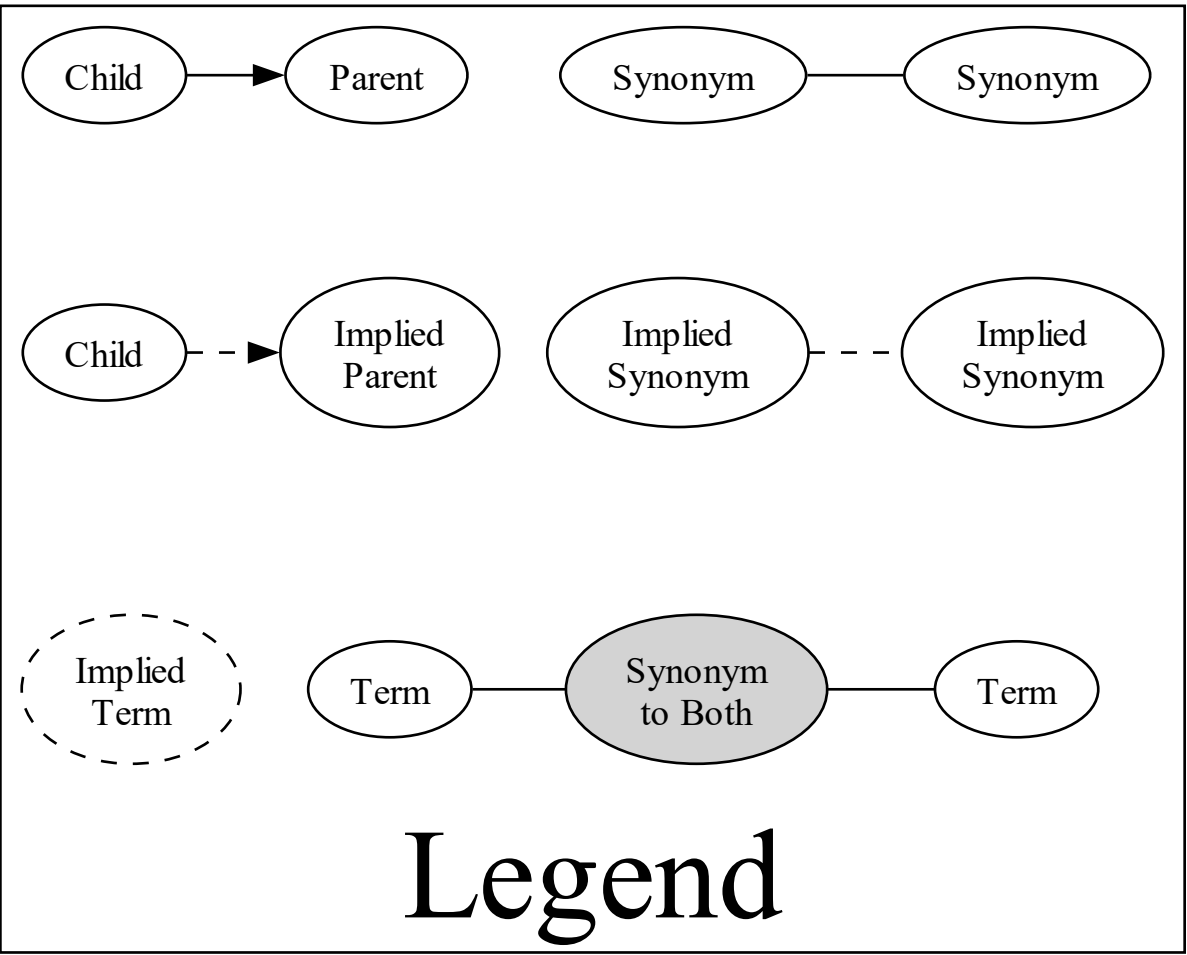 Child
Parent
Synonym
Synonym
Child
Implied
Parent
Implied
Synonym
Implied
Synonym
Implied
Term
Term
Synonym
to Both
Term
Legend